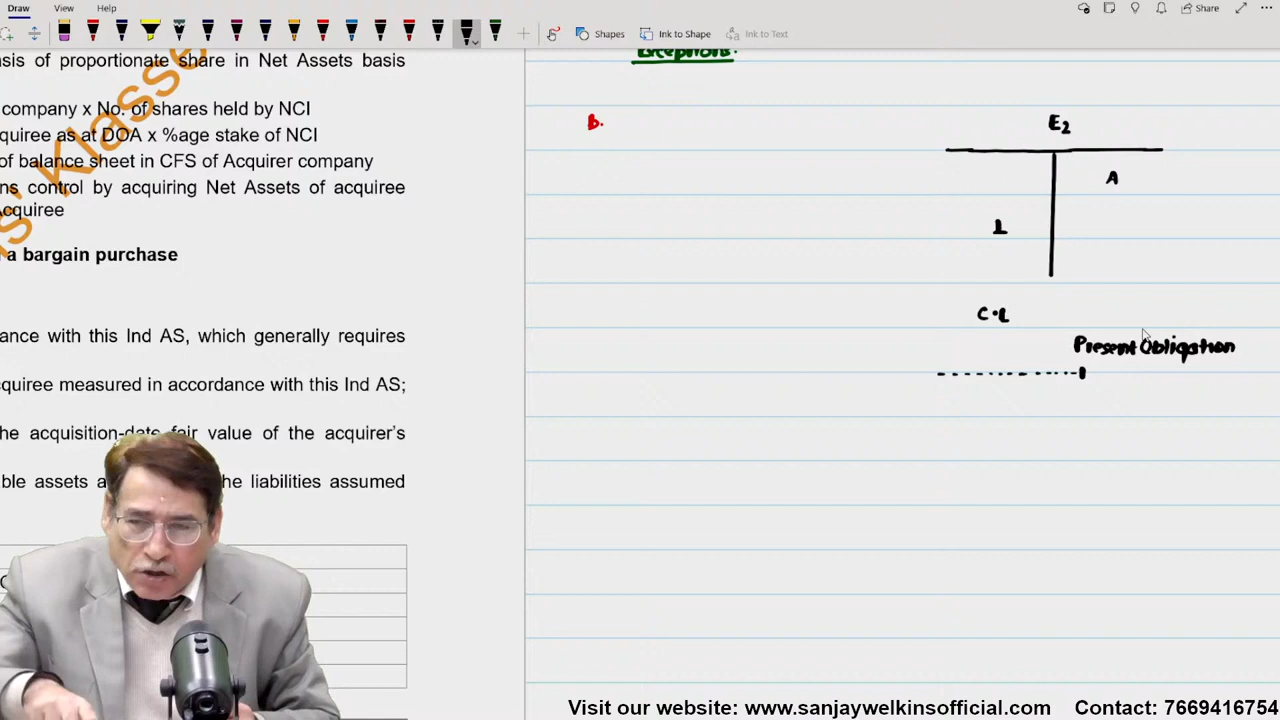 Draw View Help
Share
Shapes Ink to Shape Ink to Text
Exceptions:
asis of proportionate share in Net Assets basis
company x No. of shares held by NCI
quiree as at DOA x %age stake of NCI
of balance sheet in CFS of Acquirer company
ns control by acquiring Net Assets of acquiree
Acquiree
a bargain purchase
ance with this Ind AS, which generally requires
cquiree measured in accordance with this Ind AS;
he acquisition-date fair value of the acquirer's
ble assets a he liabilities assumed
s' Klasse
B.
E2
A
L
C.L
Present Obligation
Visit our website: www.sanjaywelkinsofficial.com Contact: 7669416754